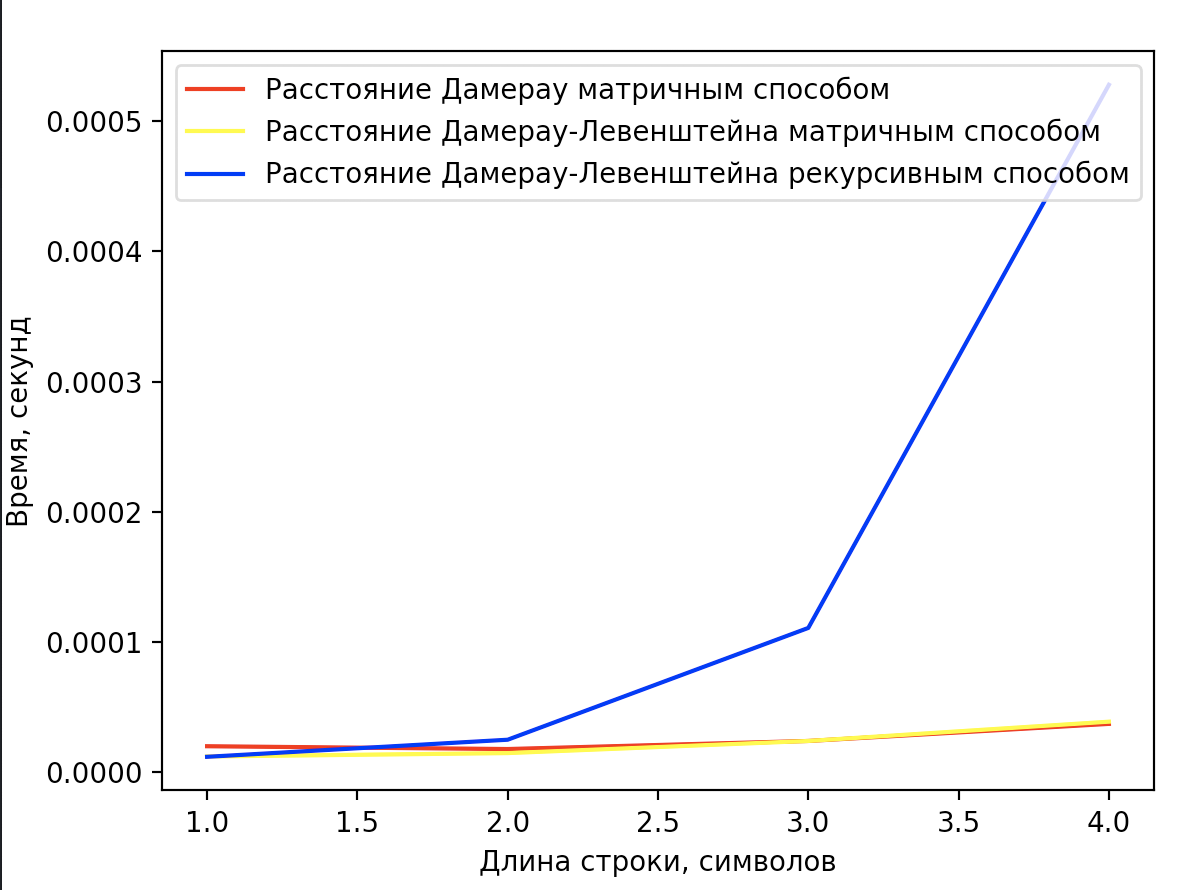 Расстояние Дамерау матричным способом
Расстояние Дамерау-Левенштейна матричным способом
Расстояние Дамерау-Левенштейна рекурсивным способом
0.0005
0.0004
0.0003
0.0002
0.0001
0.0000
Время, секунд
1.0 1.5 2.0 2.5 3.0 3.5 4.0
Длина строки, символов